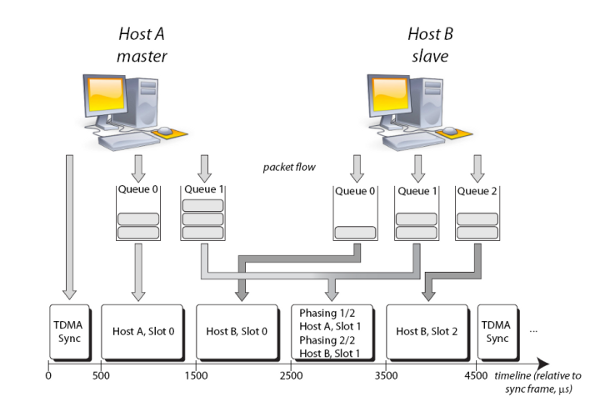 Host A
master
Host B
slave
packet flow
Queue 0
Queue 1
Queue 0
Queue 1
Queue 2
TDMA
Sync
Host A, Slot 0
Host B, Slot 0
Phasing 1/2
Host A, Slot 1
Phasing 2/2
Host B, Slot 1
Host B, Slot 2
TDMA
Sync
...
0
500
1500
2500
3500
4500
timeline (relative to
sync frame, µs)